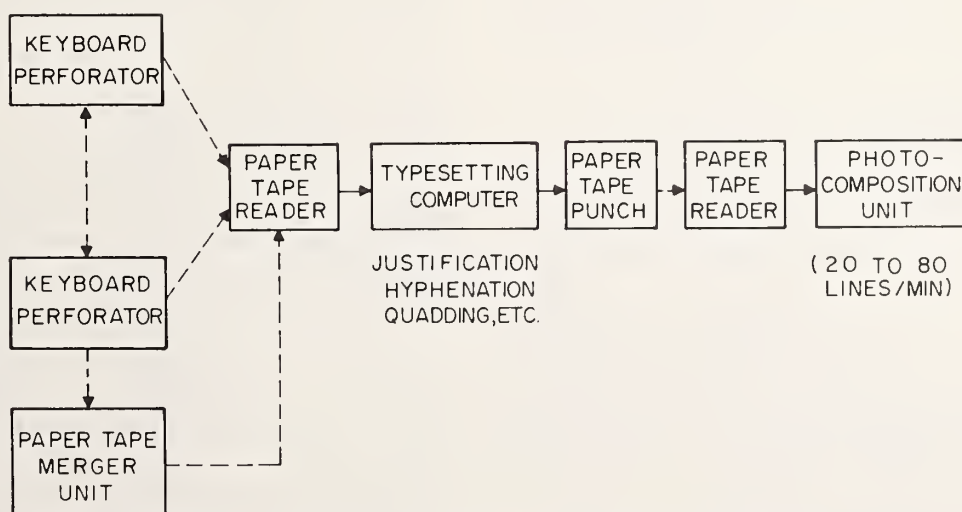 KEYBOARD
PERFORATOR
KEYBOARD
PERFORATOR
PAPER TAPE
MERGER
UNIT
PAPER
TAPE
READER
TYPESETTING
COMPUTER
JUSTIFICATION
HYPHENATION
QUADDING, ETC.
PAPER
TAPE
PUNCH
PAPER
TAPE
READER
PHOTO-
COMPOSITION
UNIT
(20 TO 80
LINES/MIN)